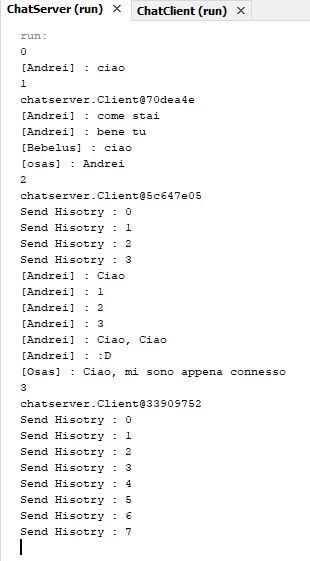 ChatServer (run) × ChatClient (run) ×
run:
0
[Andrei] : ciao
1
chatserver.Client@70dea4e
[Andrei] : come stai
[Andrei] : bene tu
[Bebelus] : ciao
[osas] : Andrei
2
chatserver.Client@5c647e05
Send Hisotry : 0
Send Hisotry : 1
Send Hisotry : 2
Send Hisotry : 3
[Andrei] : Ciao
[Andrei] : 1
[Andrei] : 2
[Andrei] : 3
[Andrei] : Ciao, Ciao
[Andrei] : :D
[Osas] : Ciao, mi sono appena connesso
3
chatserver.Client@33909752
Send Hisotry : 0
Send Hisotry : 1
Send Hisotry : 2
Send Hisotry : 3
Send Hisotry : 4
Send Hisotry : 5
Send Hisotry : 6
Send Hisotry : 7